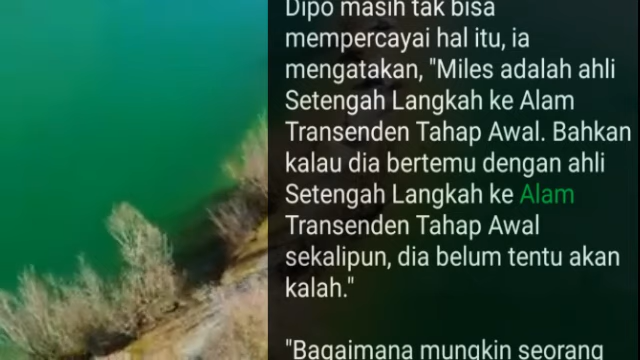 Dipo masih tak bisa
mempercayai hal itu, ia
mengatakan, "Miles adalah ahli
Setengah Langkah ke Alam
Transenden Tahap Awal. Bahkan
kalau dia bertemu dengan ahli
Setengah Langkah ke Alam
Transenden Tahap Awal
sekalipun, dia belum tentu akan
kalah."
"Bagaimana mungkin seorang